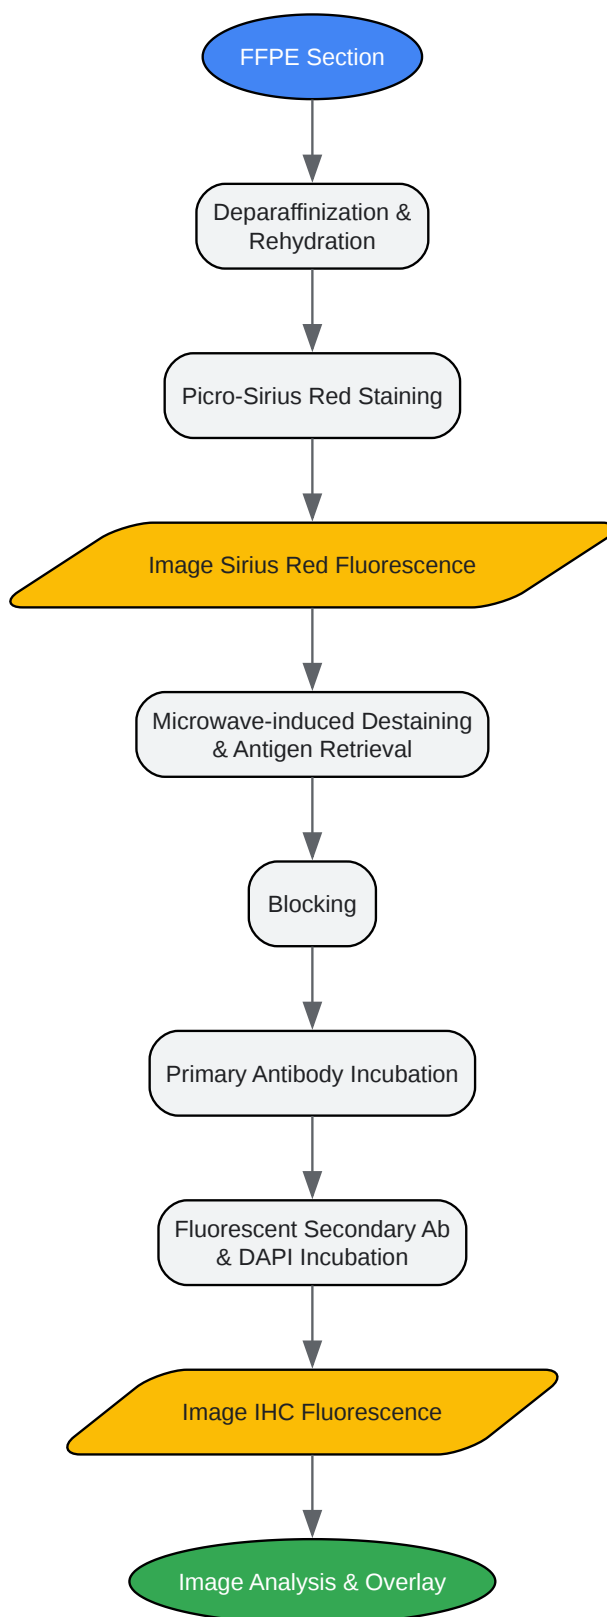 FFPE Section
Deparaffinization &
Rehydration
Picro-Sirius Red Staining
Image Sirius Red Fluorescence
Microwave-induced Destaining
& Antigen Retrieval
Blocking
Primary Antibody Incubation
Fluorescent Secondary Ab
& DAPI Incubation
Image IHC Fluorescence
Image Analysis & Overlay